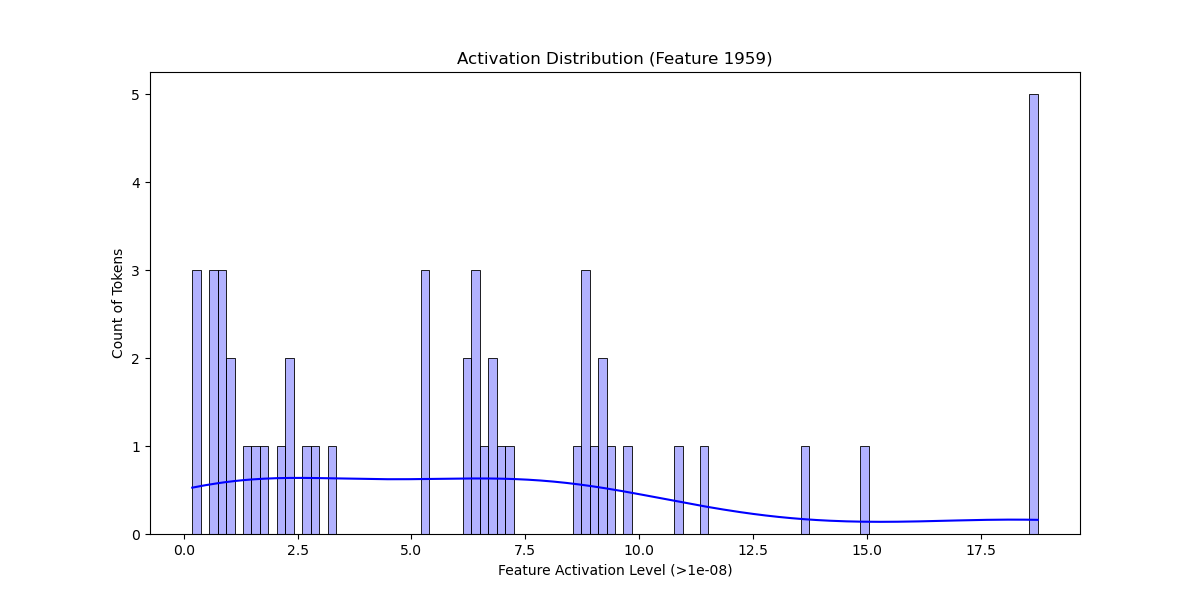 Activation Distribution (Feature 1959)
Count of Tokens
5
4
3
2
1
0
0.0 2.5 5.0 7.5 10.0 12.5 15.0 17.5
Feature Activation Level (>1e-08)